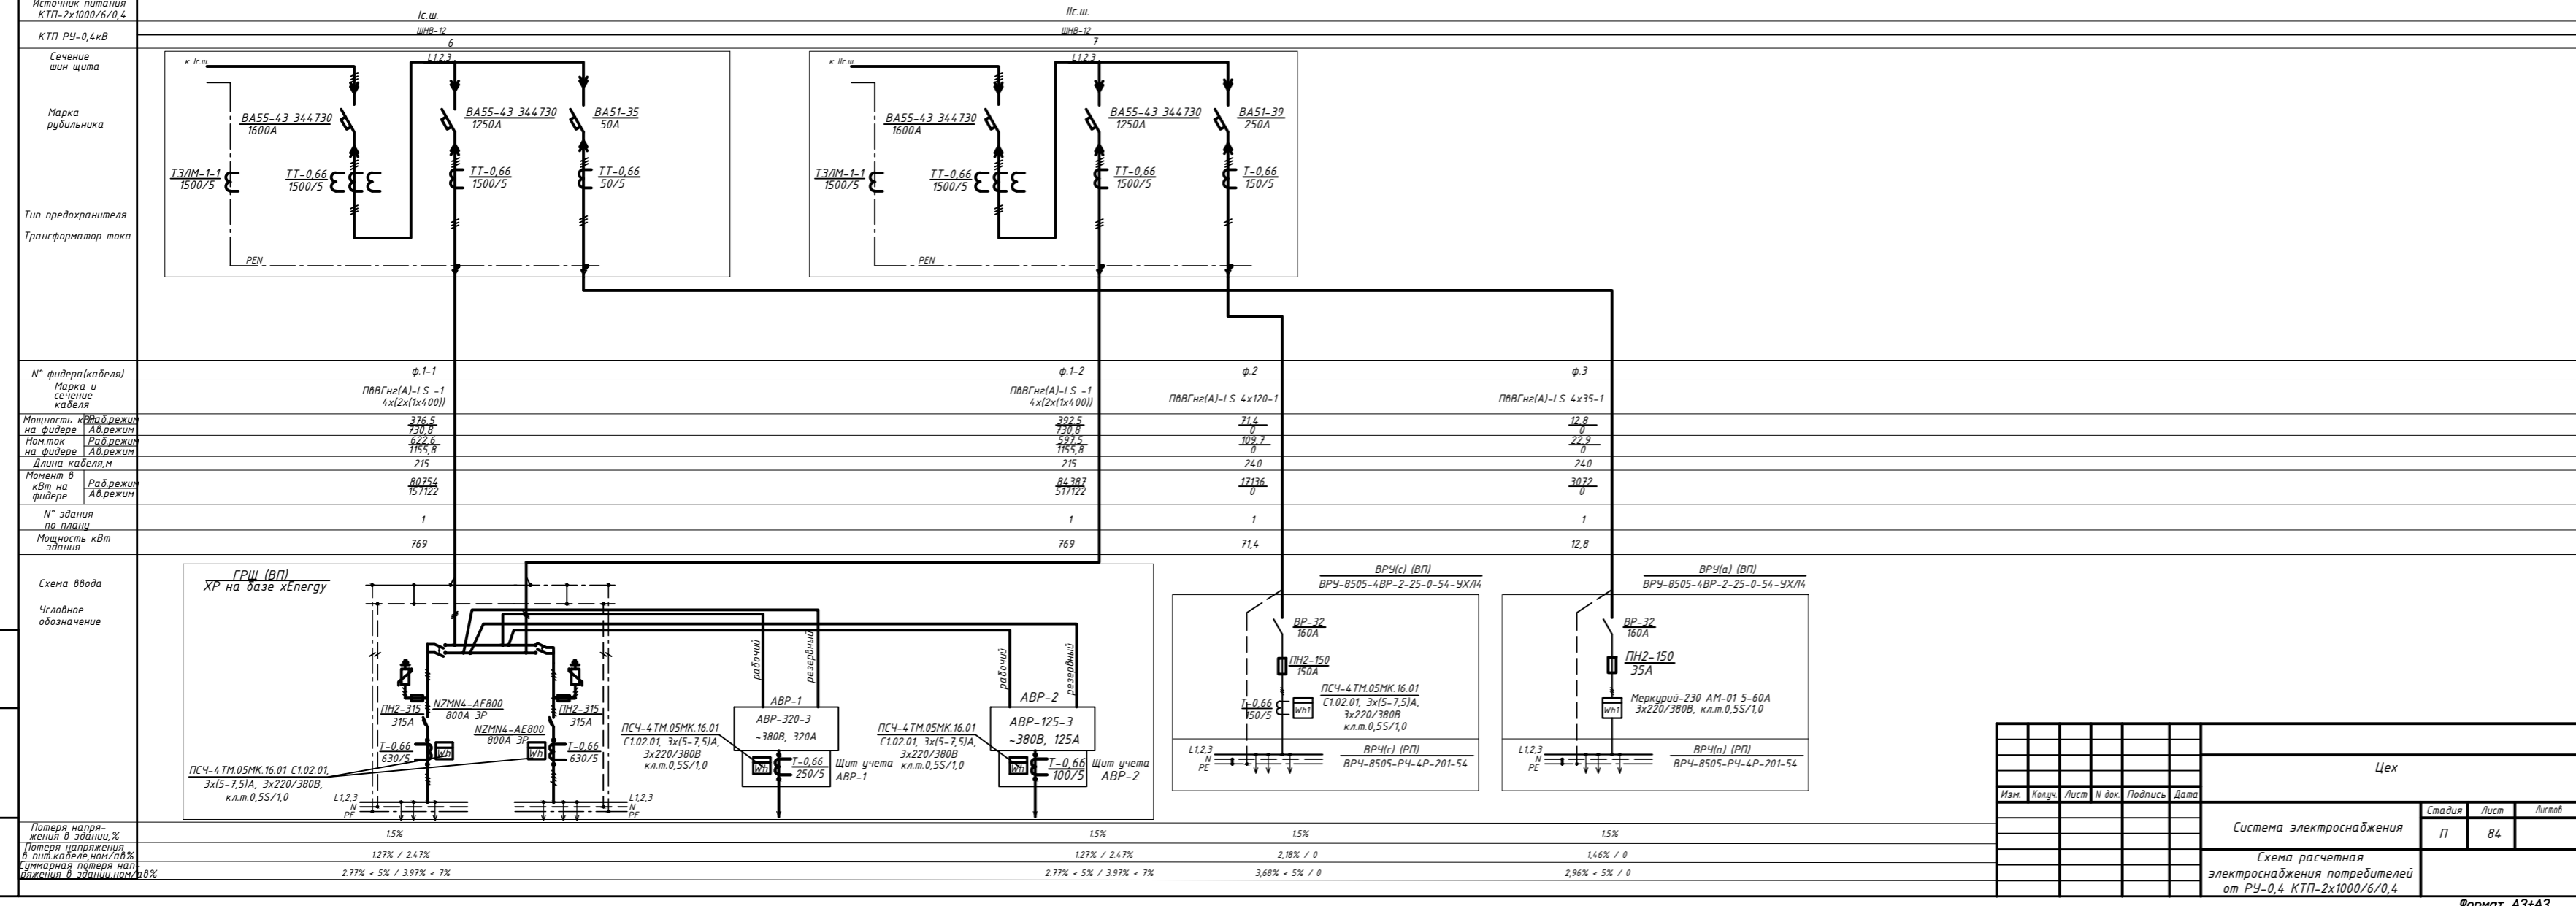 Источник питания
КТП-2х1000/6/0,4
Iс.ш.
IIс.ш.
КТП РУ-0,4кВ
ШНВ-12
6
ШНВ-12
7
Сечение
шин щита
Марка
рубильника
Тип предохранителя
Трансформатор тока
к Iс.ш.
L1,2,3
ВА55-43 344730
1600А
ВА55-43 344730
1250А
ВА51-35
50А
ТЗЛМ-1-1
1500/5
ТТ-0,66
1500/5
ТТ-0,66
1500/5
ТТ-0,66
50/5
PEN
к IIс.ш.
L1,2,3
ВА55-43 344730
1600А
ВА55-43 344730
1250А
ВА51-39
250А
ТЗЛМ-1-1
1500/5
ТТ-0,66
1500/5
ТТ-0,66
1500/5
Т-0,66
150/5
PEN
N° фидера(кабеля)
ф.1-1
ф.1-2
ф.2
ф.3
Марка и
сечение
кабеля
ПвВГнг(А)-LS -1
4х(2х(1х400))
ПвВГнг(А)-LS -1
4х(2х(1х400))
ПвВГнг(А)-LS 4х120-1
ПвВГнг(А)-LS 4х35-1
Мощность кВт Раб.режим
на фидере Ав.режим
376,5
730,8
392,5
730,8
71,4
0
12,8
0
Ном.ток Раб.режим
на фидере Ав.режим
622,6
1155,8
597,5
1155,8
109,7
0
22,9
0
Длина кабеля,м
215
215
240
240
Момент в
кВт на
фидере
Раб.режим
Ав.режим
80754
157122
84387
517122
17136
0
3072
0
N° здания
по плану
1
1
1
1
Мощность кВт
здания
769
769
71,4
12,8
Схема ввода
Условное
обозначение
ГРЩ (ВП)
ХР на базе xEnergy
ПН2-315
315А
NZMN4-AE800
800А 3Р
NZMN4-AE800
800А 3Р
ПН2-315
315А
Т-0,66
630/5
Wh
Wh
Т-0,66
630/5
ПСЧ-4ТМ.05МК.16.01 С1.02.01,
3х(5-7,5)А, 3х220/380В,
кл.т.0,5S/1,0
L1,2,3
N
PE
L1,2,3
N
PE
рабочий
резервный
АВР-1
АВР-320-3
~380В, 320А
ПСЧ-4ТМ.05МК.16.01
С1.02.01, 3х(5-7,5)А,
3х220/380В
кл.т.0,5S/1,0
Wh
Т-0,66
250/5
Щит учета
АВР-1
рабочий
резервный
АВР-2
АВР-125-3
~380В, 125А
ПСЧ-4ТМ.05МК.16.01
С1.02.01, 3х(5-7,5)А,
3х220/380В
кл.т.0,5S/1,0
Wh
Т-0,66
100/5
Щит учета
АВР-2
ВРУ(с) (ВП)
ВРУ-8505-4ВР-2-25-0-54-УХЛ4
ВР-32
160А
ПН2-150
150А
Т-0,66
150/5
Wh1
ПСЧ-4ТМ.05МК.16.01
С1.02.01, 3х(5-7,5)А,
3х220/380В
кл.т.0,5S/1,0
L1,2,3
N
PE
ВРУ(с) (РП)
ВРУ-8505-РУ-4Р-201-54
ВРУ(а) (ВП)
ВРУ-8505-4ВР-2-25-0-54-УХЛ4
ВР-32
160А
ПН2-150
35А
Wh1
Меркурий-230 АМ-01 5-60А
3х220/380В, кл.т.0,5S/1,0
L1,2,3
N
PE
ВРУ(а) (РП)
ВРУ-8505-РУ-4Р-201-54
Потеря напря-
жения в здании,%
1.5%
1.5%
1.5%
1.5%
Потеря напряжения
в пит.кабеле,ном/ав%
1.27% / 2.47%
1.27% / 2.47%
2,18% / 0
1,46% / 0
Суммарная потеря нап-
ряжения в здании,ном/ав%
2.77% < 5% / 3.97% < 7%
2.77% < 5% / 3.97% < 7%
3,68% < 5% / 0
2,96% < 5% / 0
Цех
Изм. Кол.уч. Лист N док. Подпись Дата
Система электроснабжения
Стадия Лист Листов
П 84
Схема расчетная
электроснабжения потребителей
от РУ-0,4 КТП-2х1000/6/0,4
Формат А3+А3